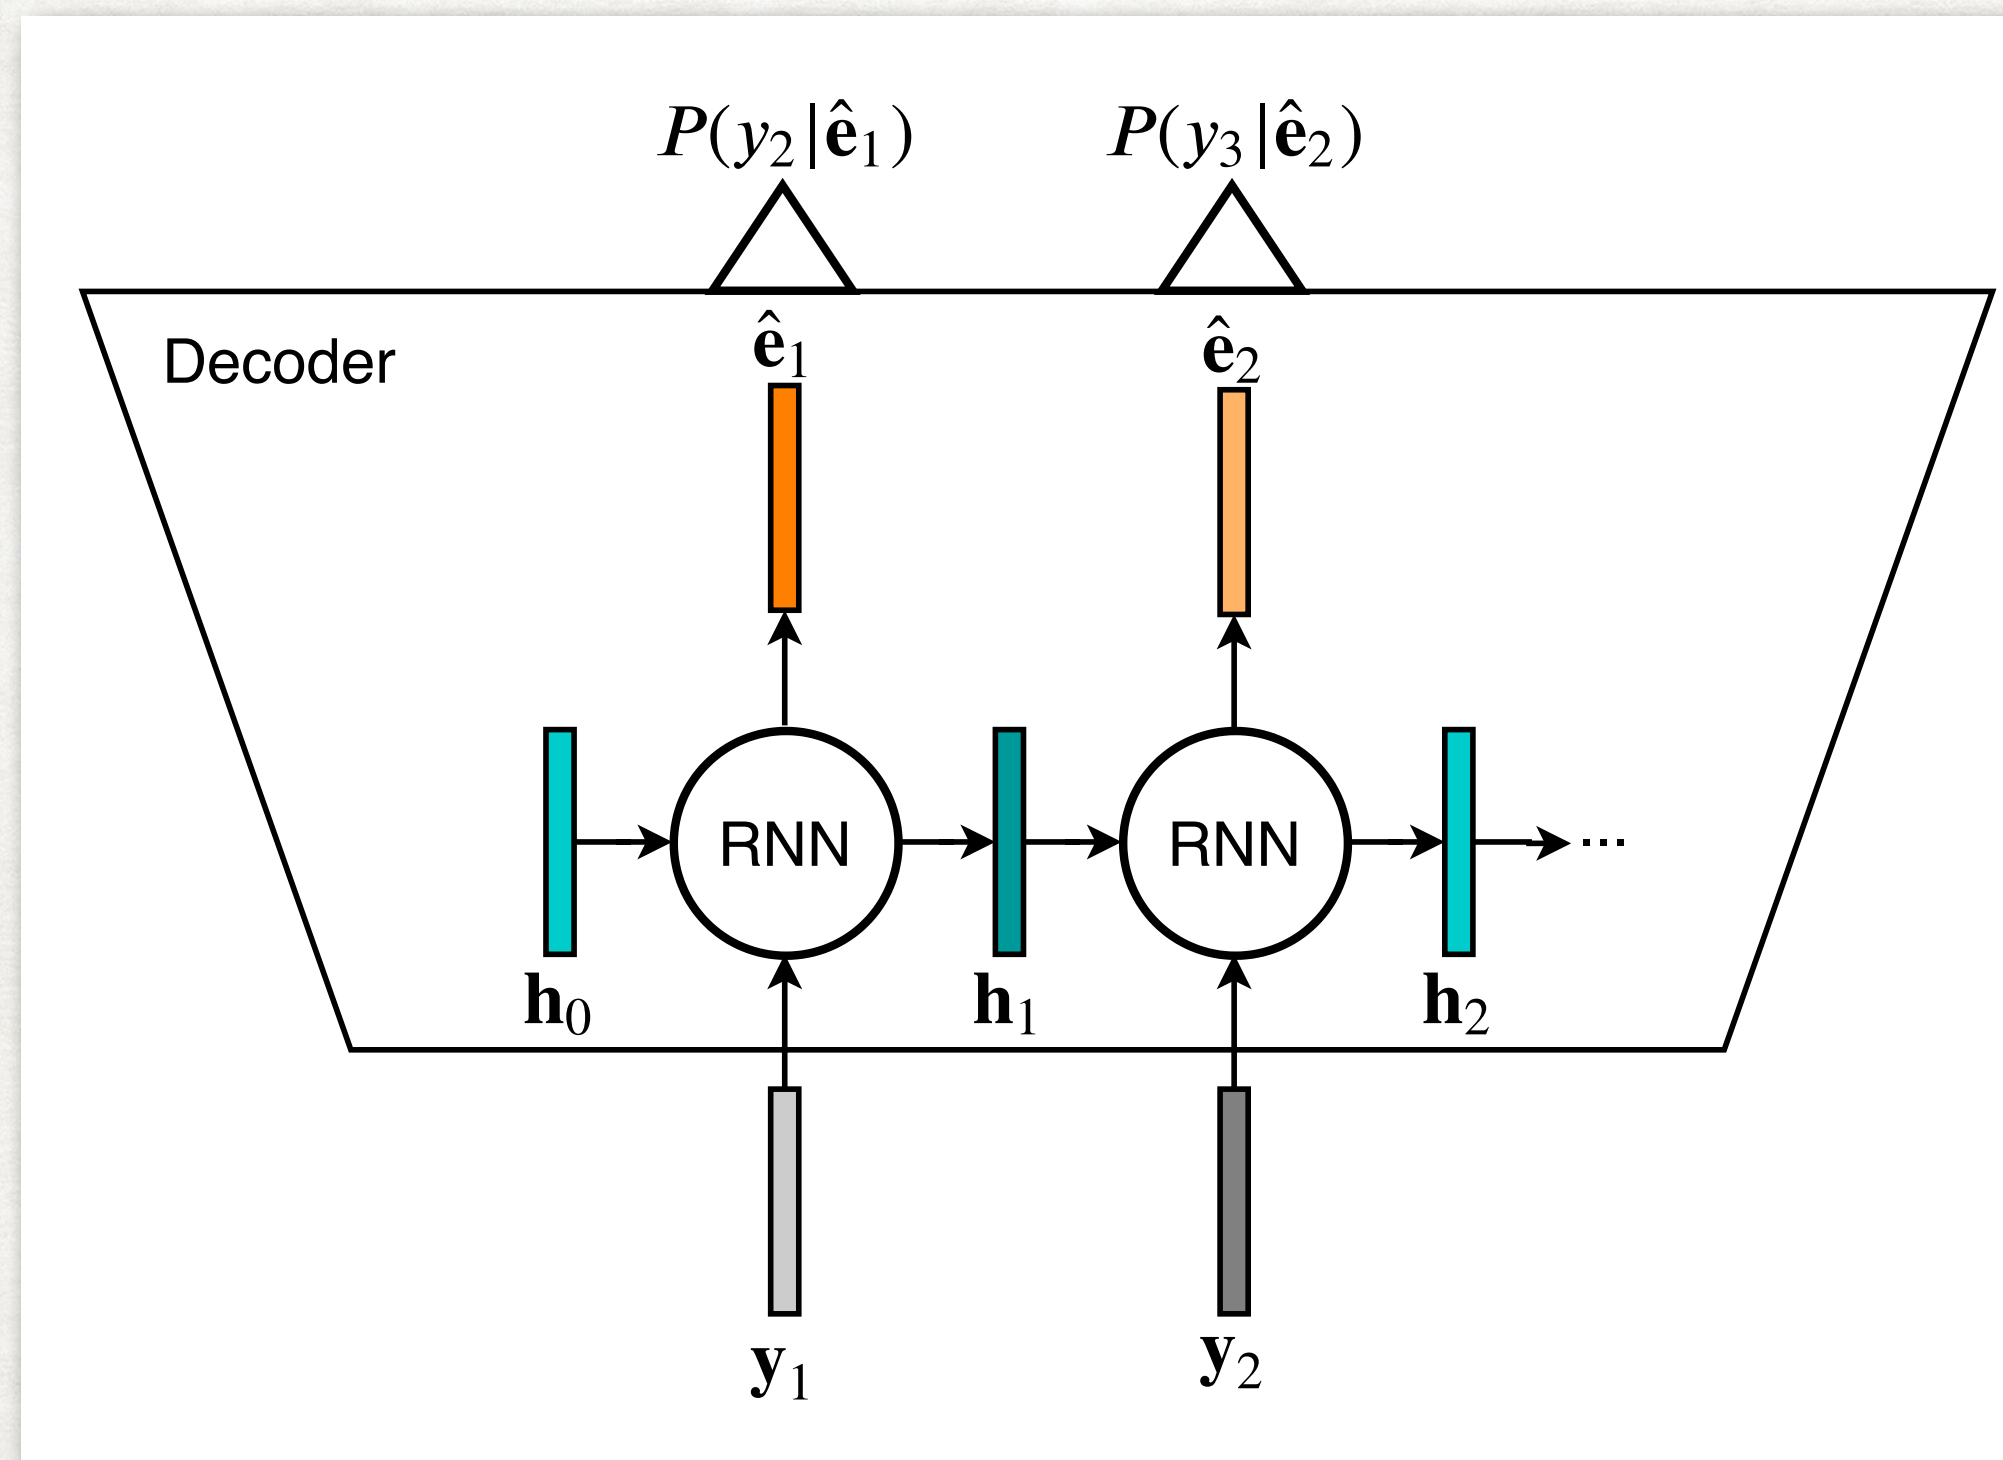 P(y₂|ê₁) P(y₃|ê₂)
Decoder
ê₁ ê₂
RNN RNN ...
h₀ h₁ h₂
y₁ y₂